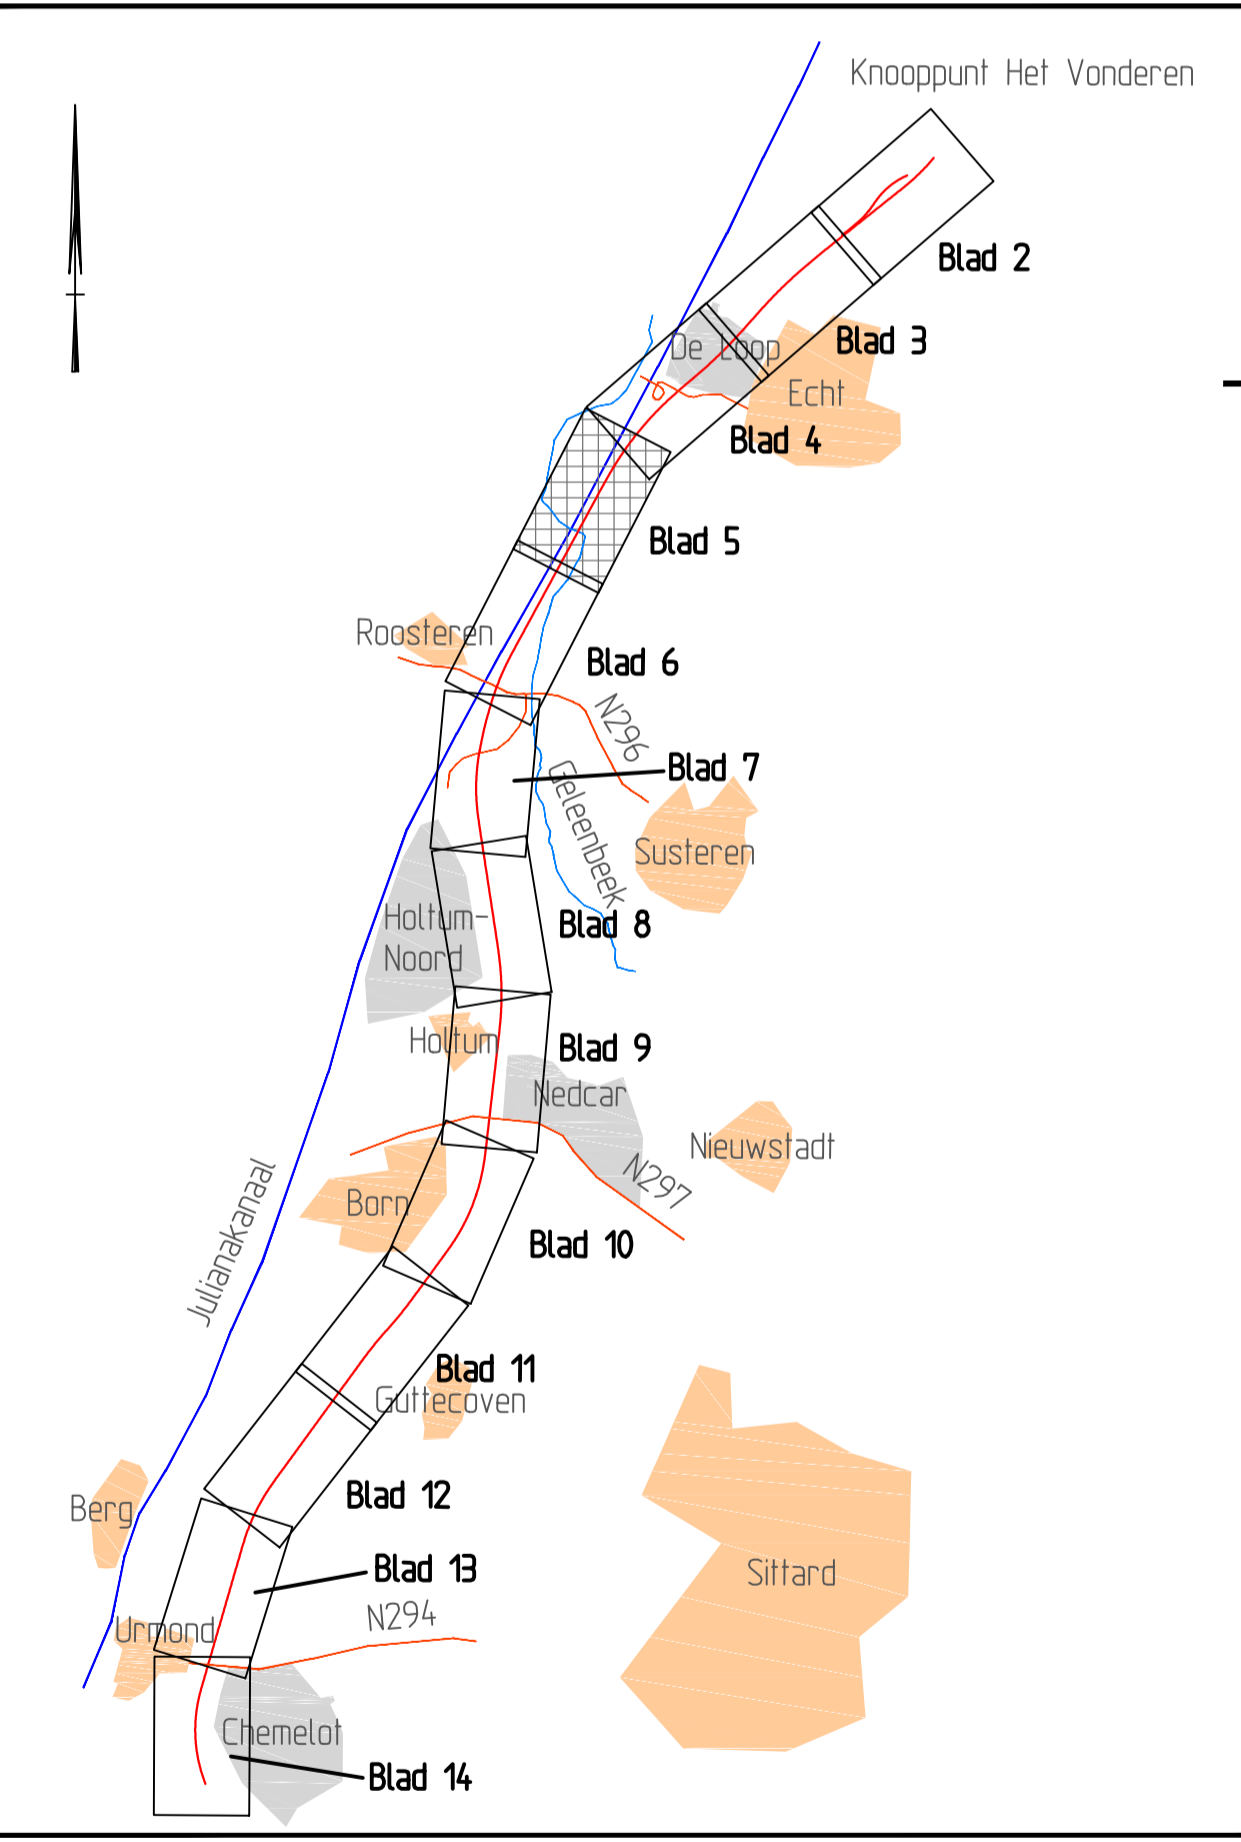 Knooppunt Het Vonderen
Blad 2
Blad 3
De Loop
Echt
Blad 4
Blad 5
Roosteren
Blad 6
N296
Blad 7
Geleenbeek
Susteren
Holtum-
Noord
Blad 8
Holtum
Blad 9
Nedcar
Nieuwstadt
N297
Born
Julianakanaal
Blad 10
Blad 11
Guttecoven
Blad 12
Berg
Sittard
Blad 13
N294
Urmond
Chemelot
Blad 14